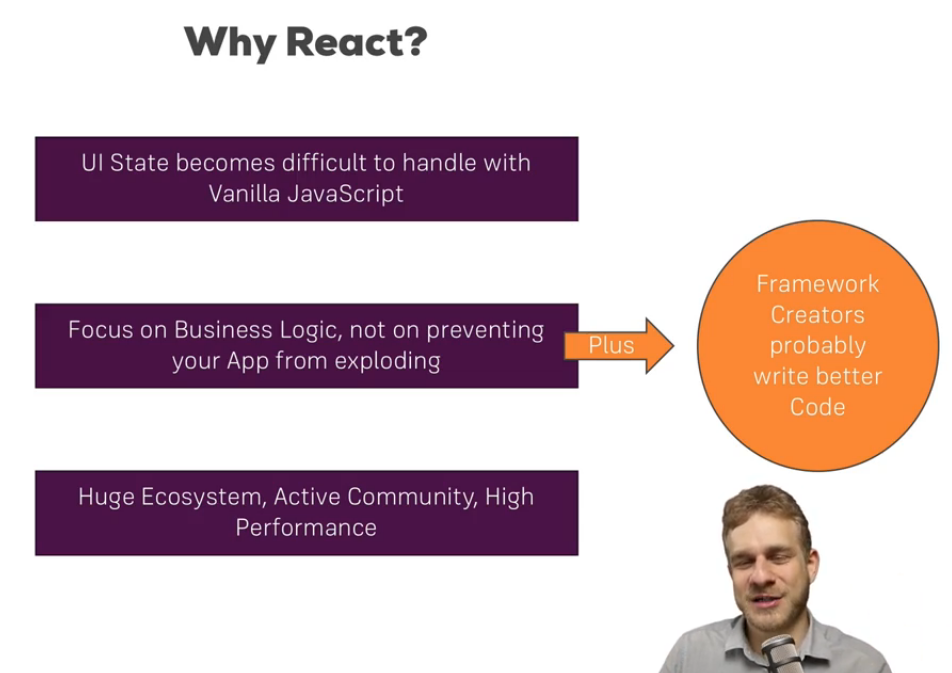 Why React?
UI State becomes difficult to handle with
Vanilla JavaScript
Focus on Business Logic, not on preventing
your App from exploding
Plus
Framework
Creators
probably
write better
Code
Huge Ecosystem, Active Community, High
Performance